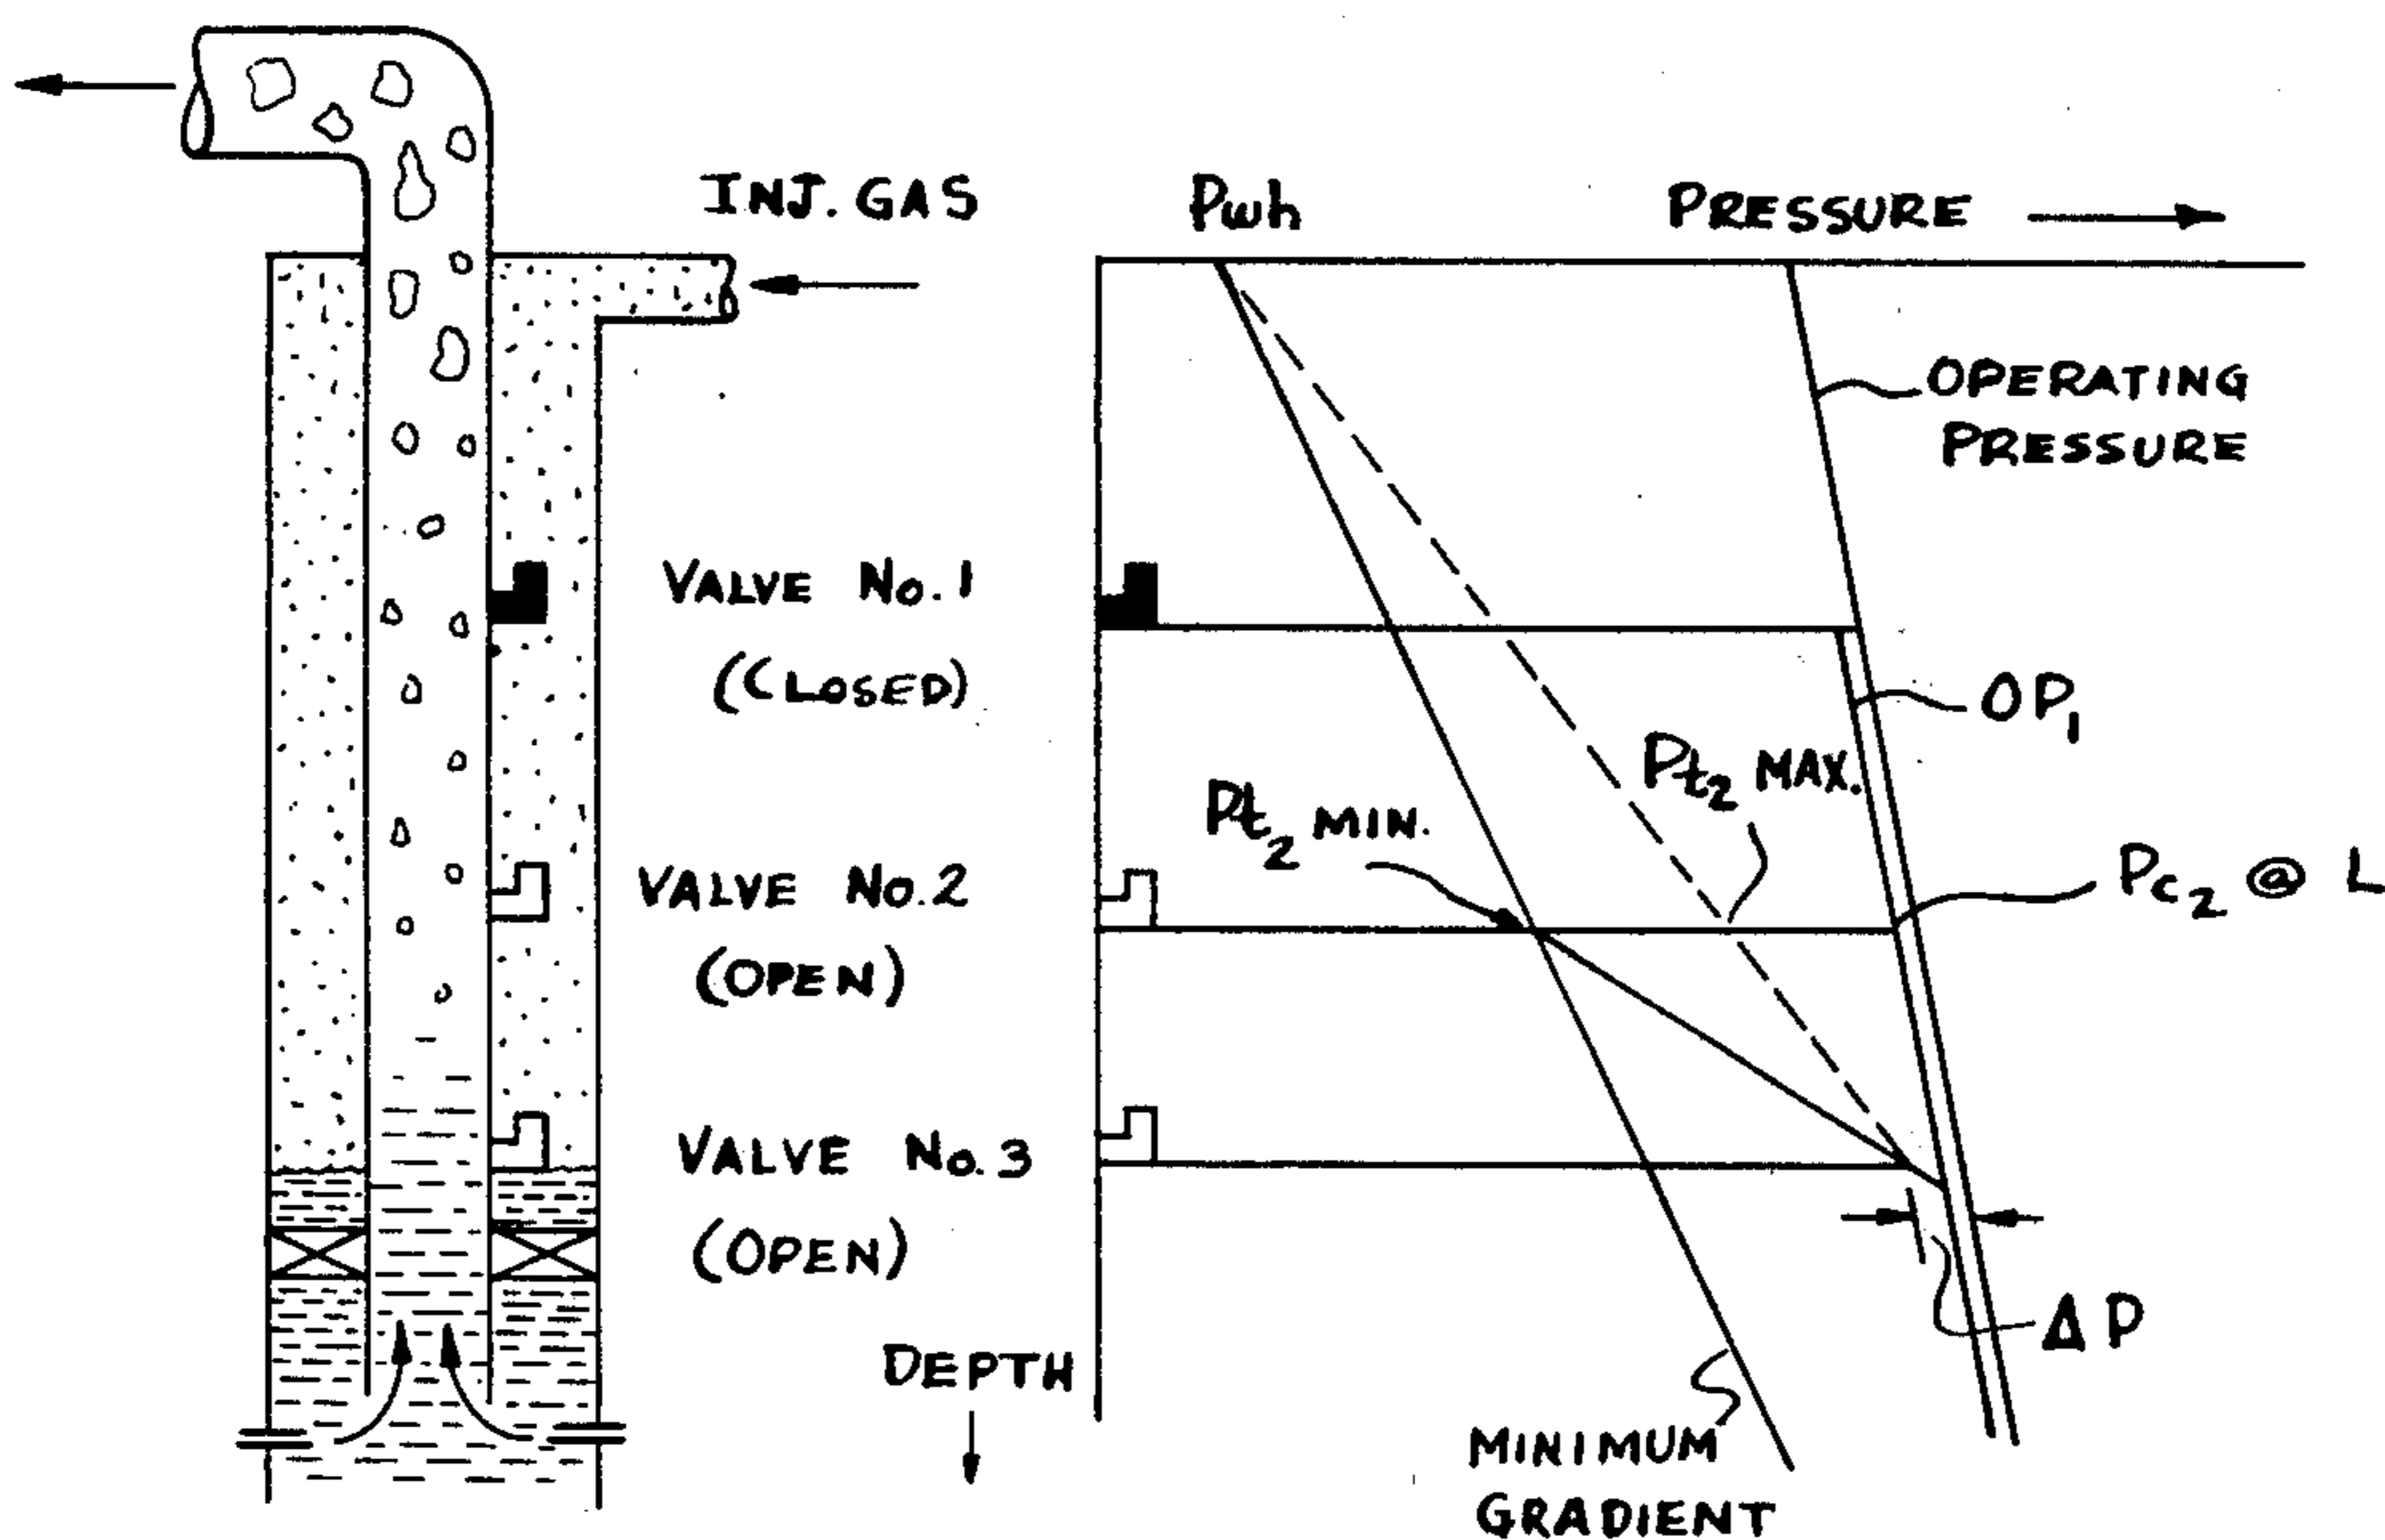 INJ. GAS
Pwh
PRESSURE
OPERATING
PRESSURE
VALVE No. 1
(CLOSED)
OP1
Pt2 MAX.
Pt2 MIN.
VALVE No. 2
(OPEN)
Pc2 @ L
VALVE No. 3
(OPEN)
ΔP
DEPTH
MINIMUM
GRADIENT